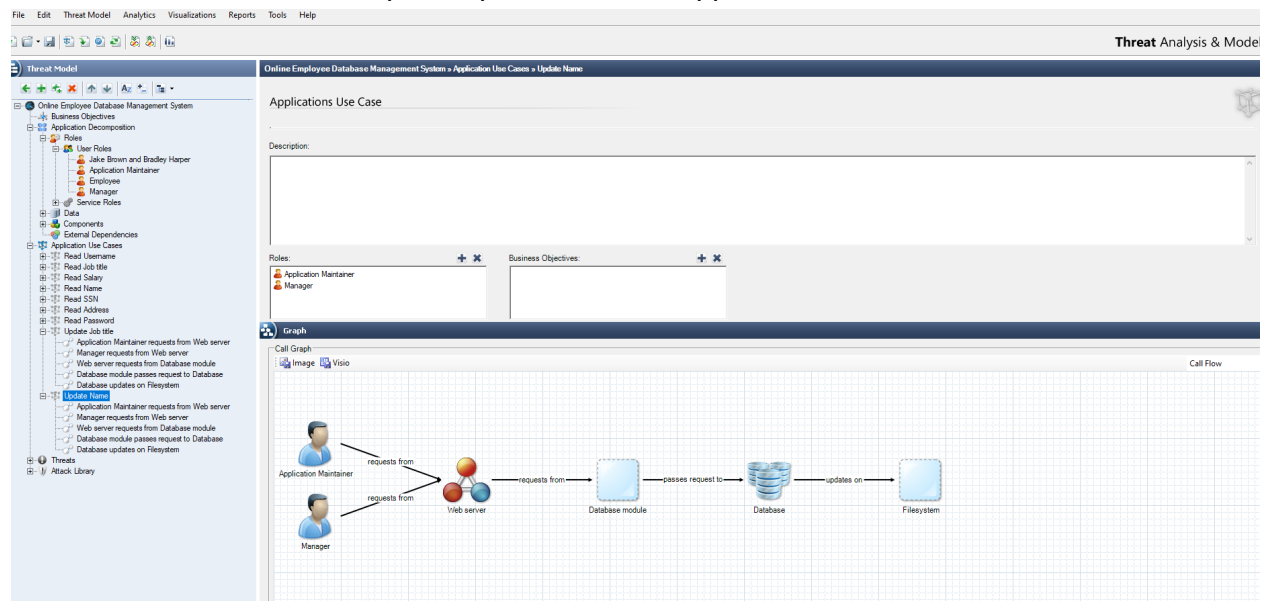 File Edit Threat Model Analytics Visualizations Reports Tools Help
Threat Analysis & Model
Threat Model
Online Employee Database Management System » Application Use Cases » Update Name
Online Employee Database Management System
Business Objectives
Application Decomposition
Roles
User Roles
Jake Brown and Bradley Harper
Application Maintainer
Employee
Manager
Service Roles
Data
Components
External Dependencies
Application Use Cases
Read Username
Read Job title
Read Salary
Read Name
Read SSN
Read Address
Read Password
Update Job title
Application Maintainer requests from Web server
Manager requests from Web server
Web server requests from Database module
Database module passes request to Database
Database updates on Filesystem
Update Name
Application Maintainer requests from Web server
Manager requests from Web server
Web server requests from Database module
Database module passes request to Database
Database updates on Filesystem
Threats
Attack Library
Applications Use Case
Description:
Roles: Business Objectives:
Application Maintainer
Manager
Graph
Call Graph
Image Visio Call Flow
requests from
Application Maintainer
requests from passes request to updates on
requests from
Web server Database module Database Filesystem
Manager